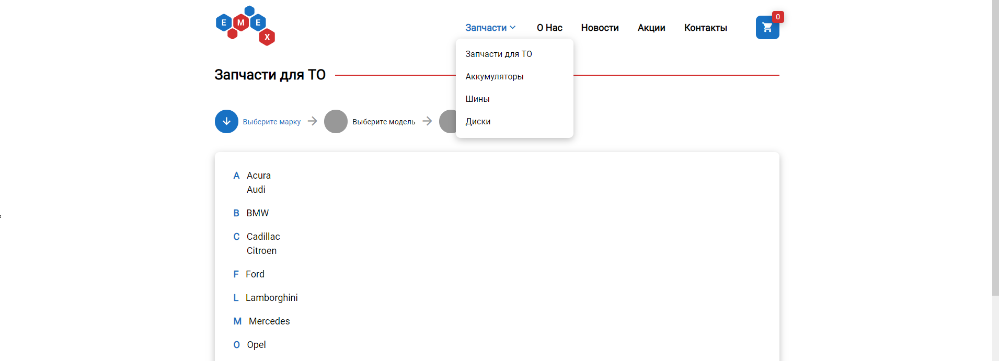 E M E X
Запчасти О Нас Новости Акции Контакты 0
Запчасти для ТО
Аккумуляторы
Шины
Диски
Запчасти для ТО
Выберите марку Выберите модель
A Acura
Audi
B BMW
C Cadillac
Citroen
F Ford
L Lamborghini
M Mercedes
O Opel